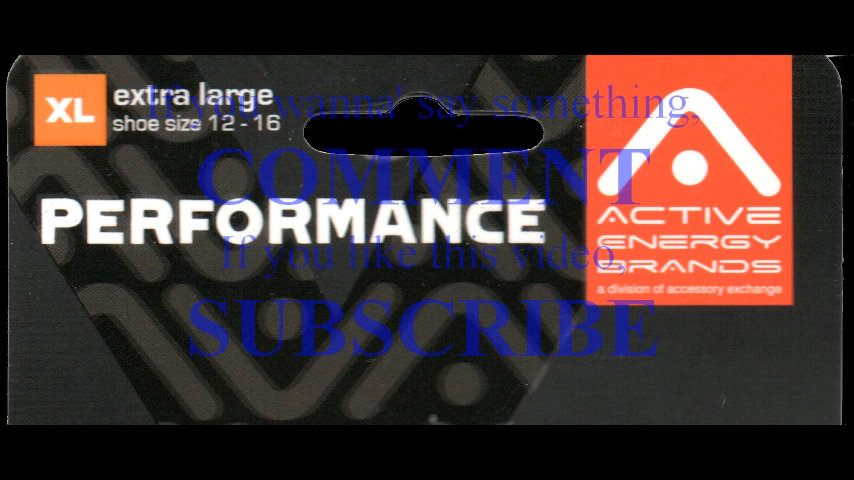 XL
extra large
shoe size 12 - 16
If you wanna' say something,
COMMENT
PERFORMANCE
If you like this video,
SUBSCRIBE
ACTIVE
ENERGY
BRANDS
a division of accessory exchange